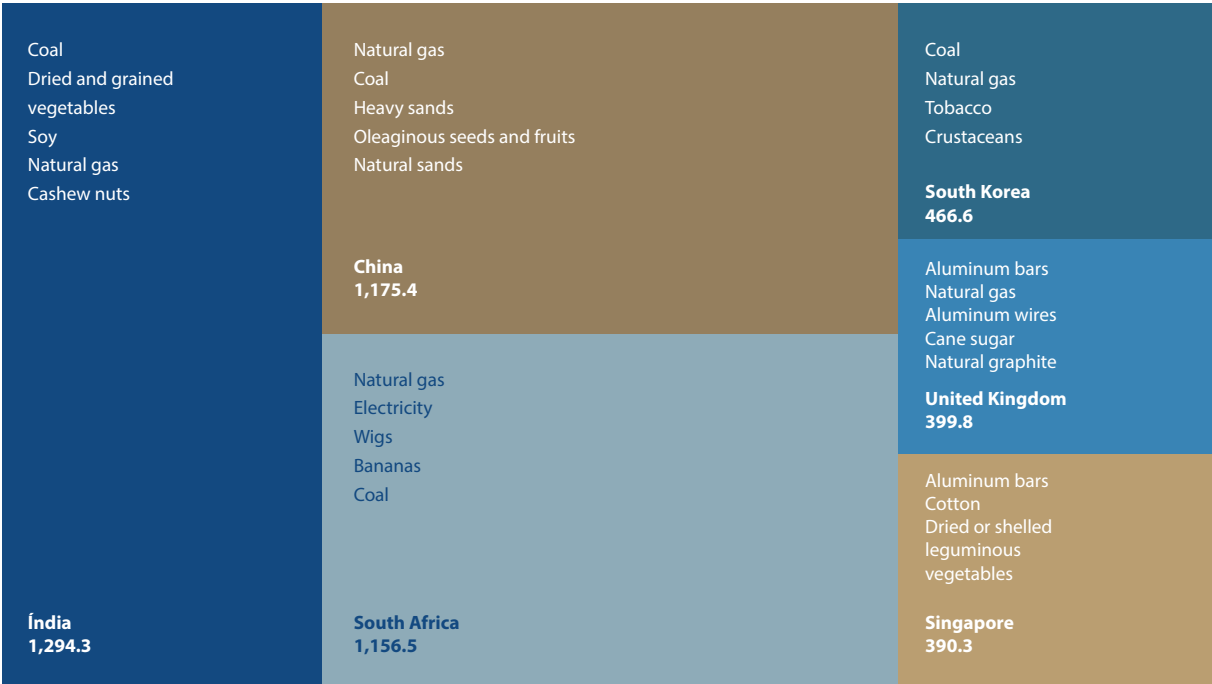 Coal
Dried and grained
vegetables
Soy
Natural gas
Cashew nuts
Índia
1,294.3
Natural gas
Coal
Heavy sands
Oleaginous seeds and fruits
Natural sands
China
1,175.4
Natural gas
Electricity
Wigs
Bananas
Coal
South Africa
1,156.5
Coal
Natural gas
Tobacco
Crustaceans
South Korea
466.6
Aluminum bars
Natural gas
Aluminum wires
Cane sugar
Natural graphite
United Kingdom
399.8
Aluminum bars
Cotton
Dried or shelled
leguminous
vegetables
Singapore
390.3